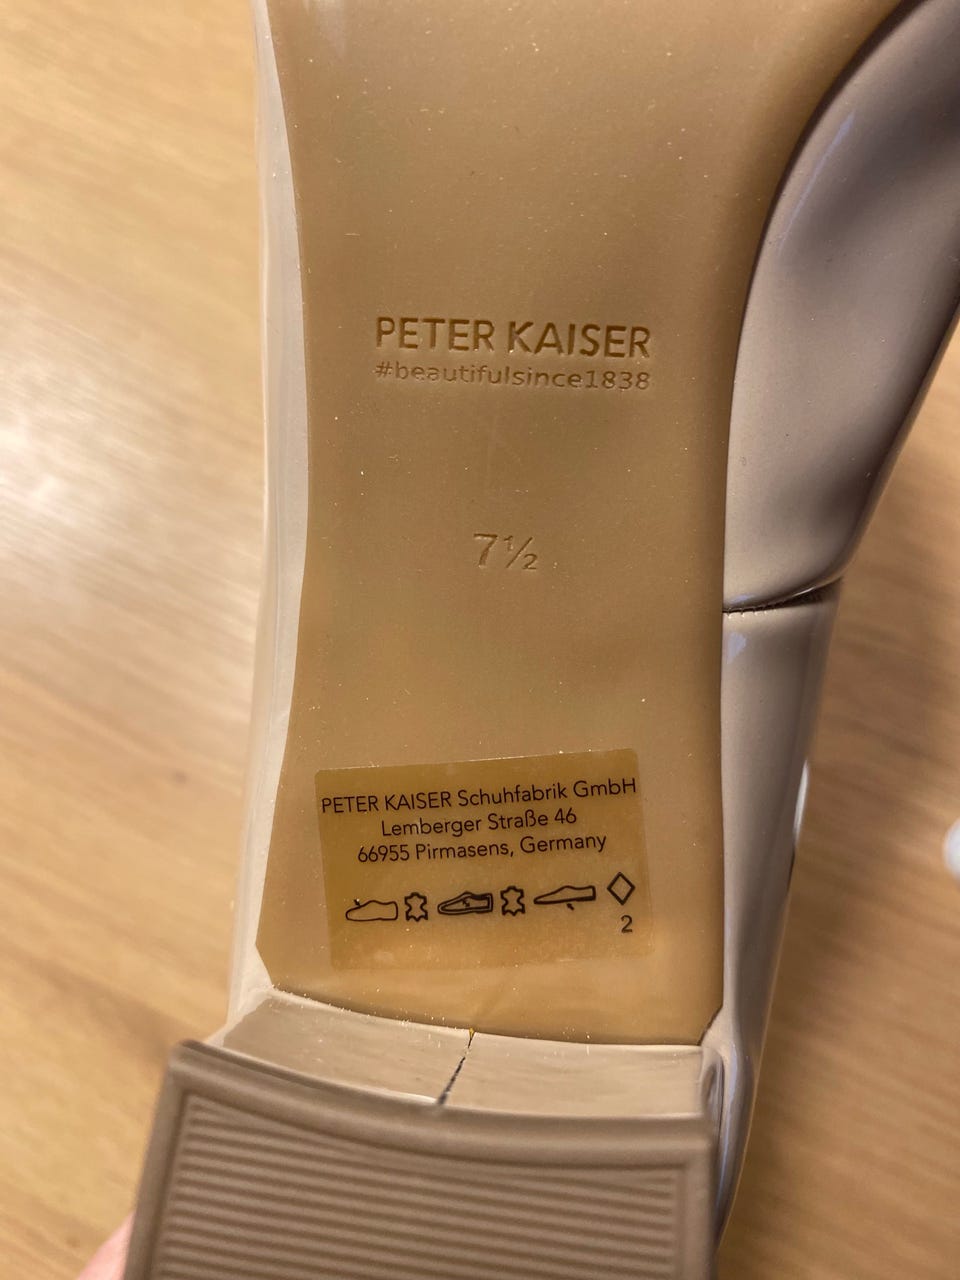 PETER KAISER
#beautifulsince1838
7½
PETER KAISER Schuhfabrik GmbH
Lemberger Straße 46
66955 Pirmasens, Germany
2